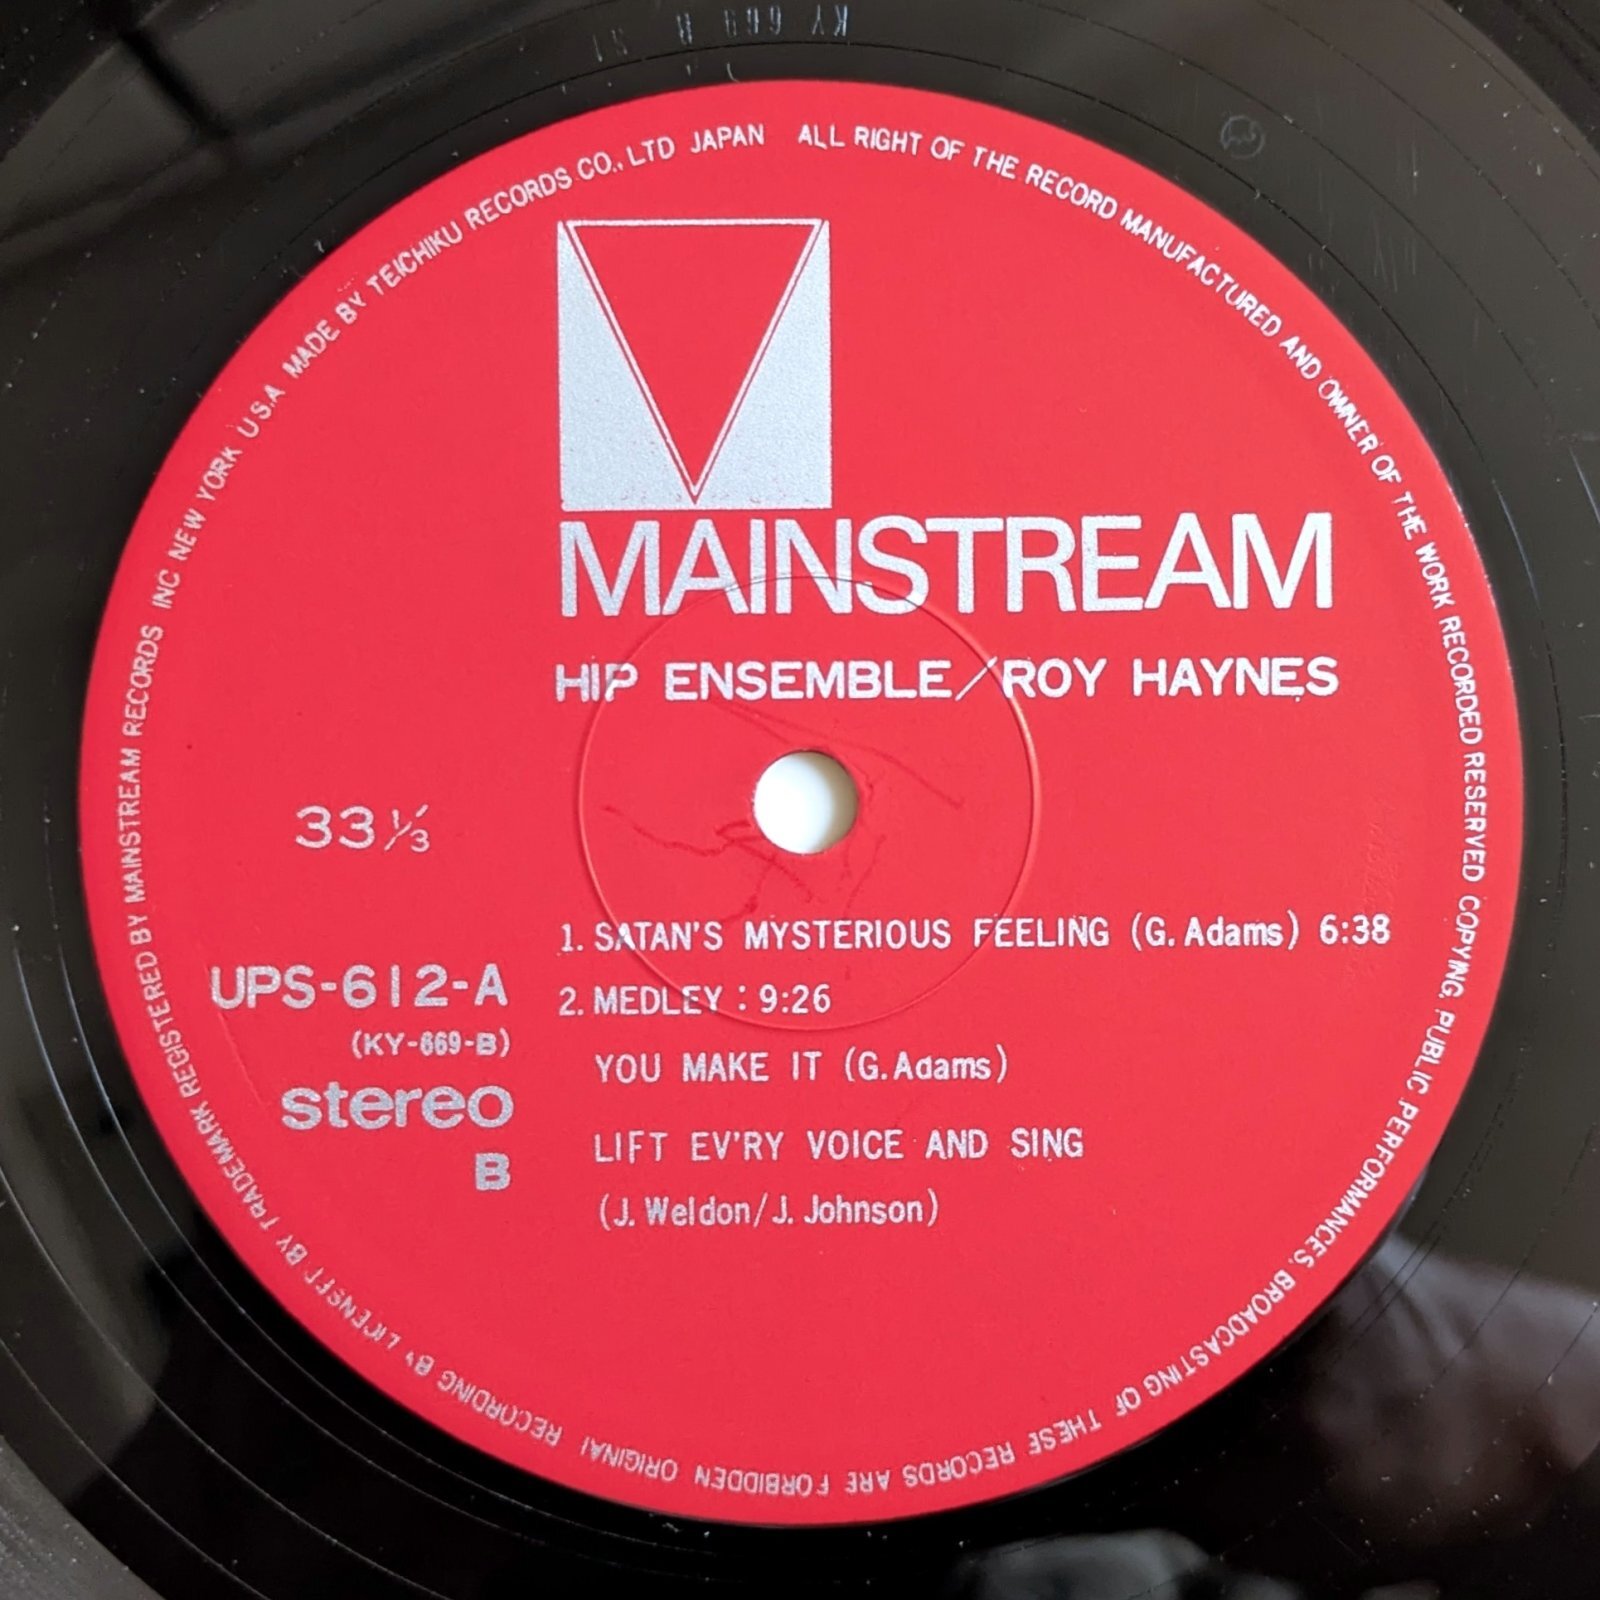 KY 669 B
MADE BY TEICHIKU RECORDS CO., LTD JAPAN
ALL RIGHT OF THE RECORD MANUFACTURED AND OWNER OF THE WORK RECORDED RESERVED COPYING, PUBLIC PERFORMANCES, BROADCASTING OF THESE RECORDS ARE FORBIDDEN ORIGINAL RECORDING BY LICENSED BY TRADEMARK REGISTERED BY MAINSTREAM RECORDS INC NEW YORK U.S.A
MAINSTREAM
HIP ENSEMBLE/ROY HAYNES
33 1/3
1. SATAN'S MYSTERIOUS FEELING (G. Adams) 6:38
UPS-612-A
2. MEDLEY : 9:26
(KY-669-B)
YOU MAKE IT (G. Adams)
stereo
LIFT EV'RY VOICE AND SING
B
(J. Weldon/J. Johnson)